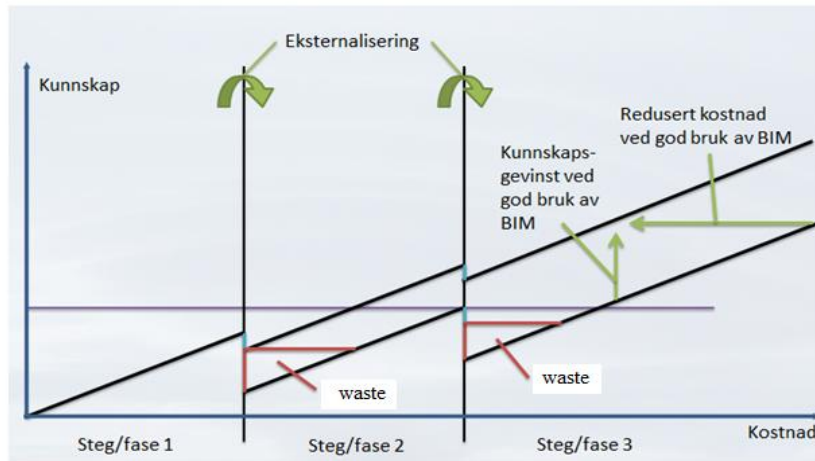 Eksternalisering
Kunnskap
Redusert kostnad
ved god bruk av BIM
Kunnskaps-
gevinst ved
god bruk av
BIM
waste
waste
Kostnad
Steg/fase 1
Steg/fase 2
Steg/fase 3